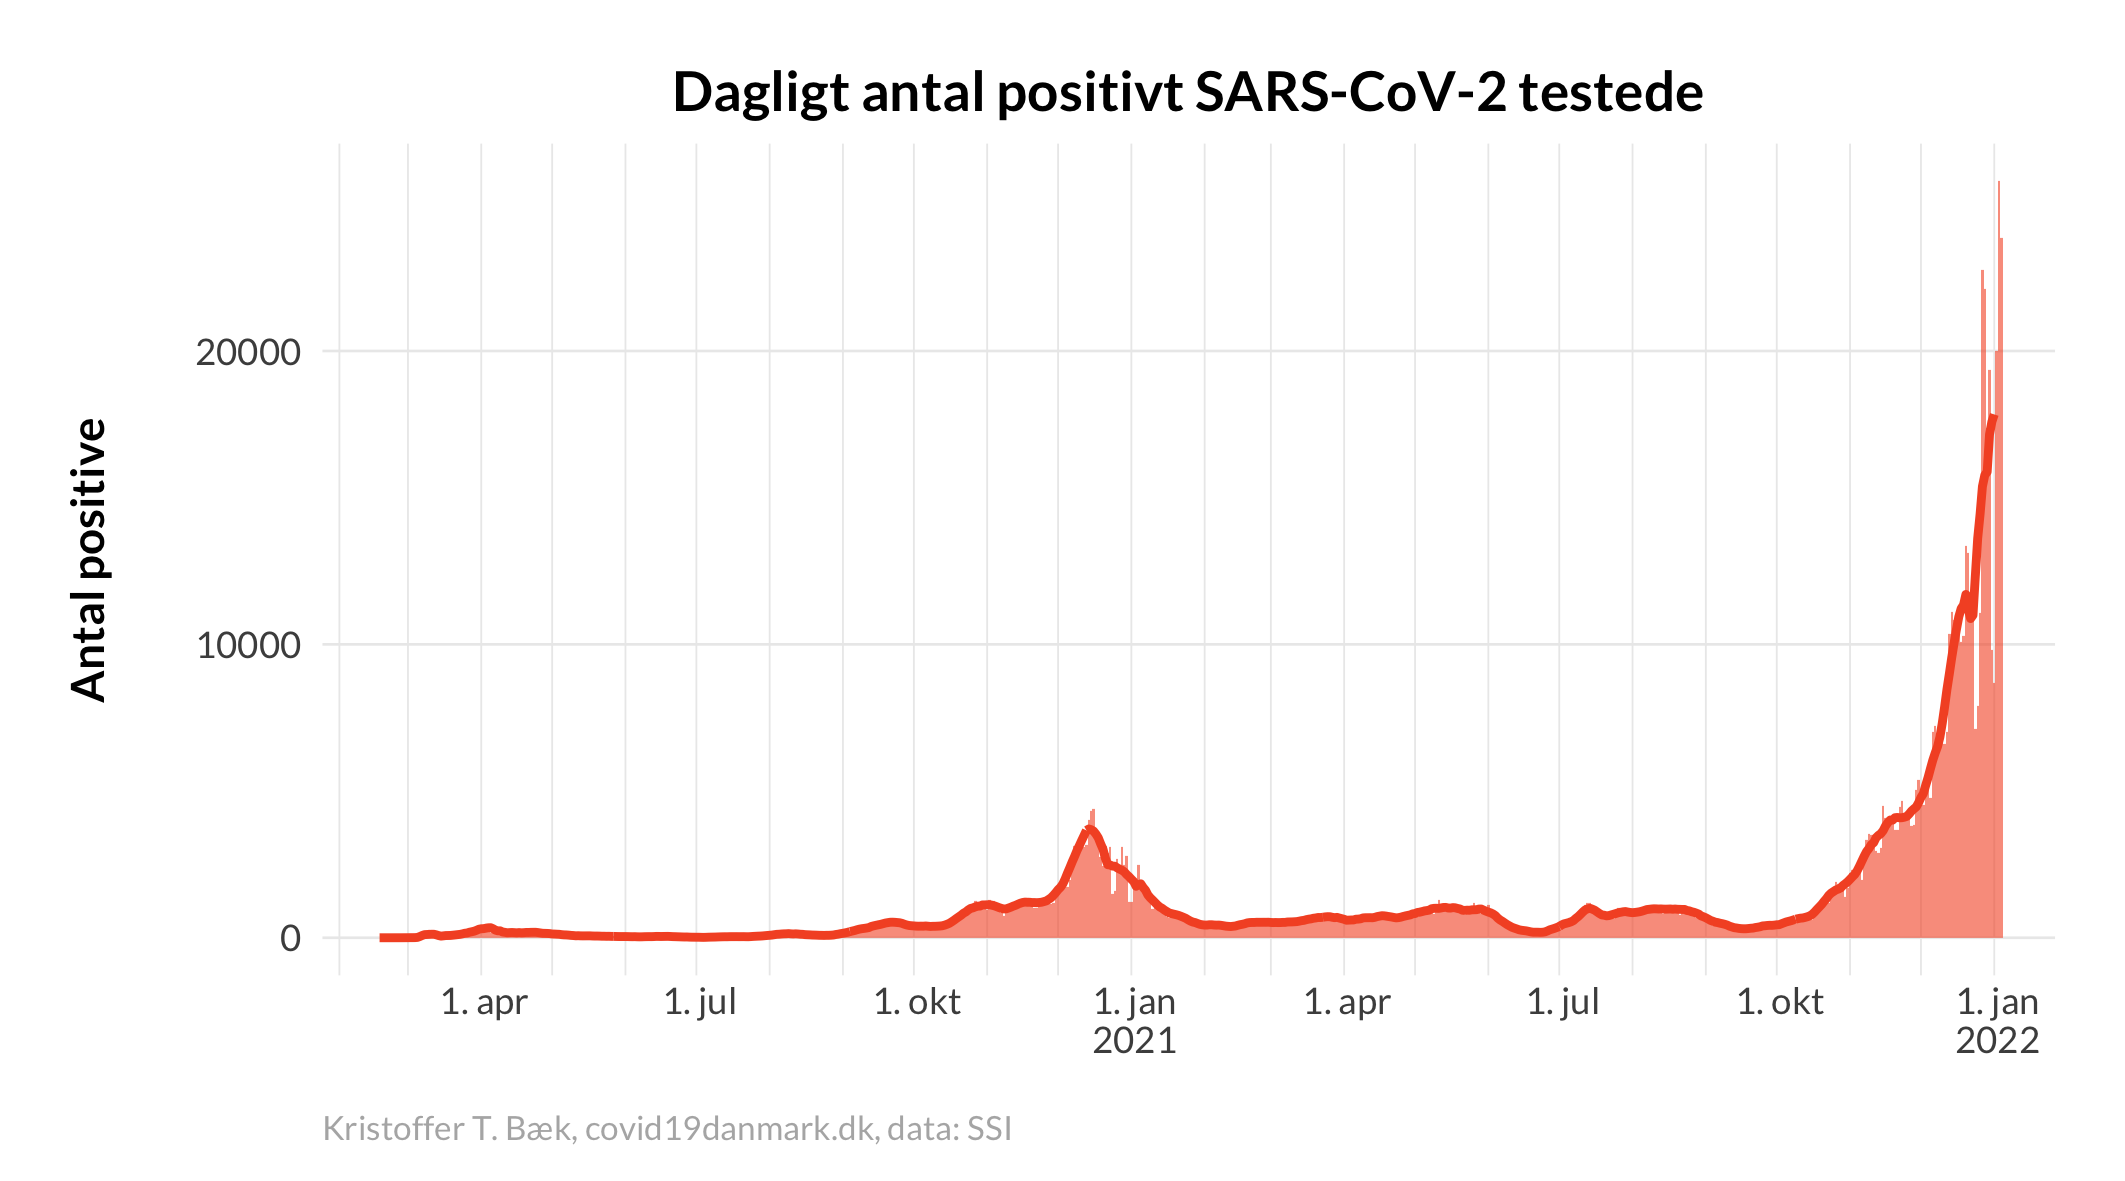 Dagligt antal positivt SARS-CoV-2 testede
Antal positive
20000
10000
0
1. apr
1. jul
1. okt
1. jan
2021
1. apr
1. jul
1. okt
1. jan
2022
Kristoffer T. Bæk, covid19danmark.dk, data: SSI